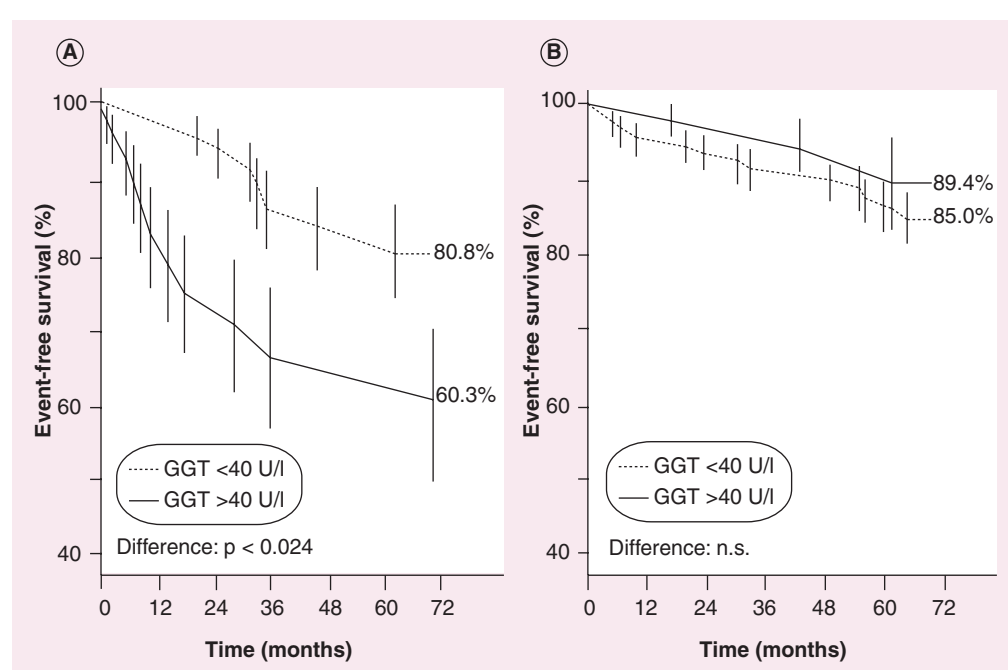 A
100
80
60
40
Event-free survival (%)
80.8%
60.3%
GGT <40 U/l
GGT >40 U/l
Difference: p < 0.024
0 12 24 36 48 60 72
Time (months)
B
100
80
60
40
Event-free survival (%)
89.4%
85.0%
GGT <40 U/l
GGT >40 U/l
Difference: n.s.
0 12 24 36 48 60 72
Time (months)